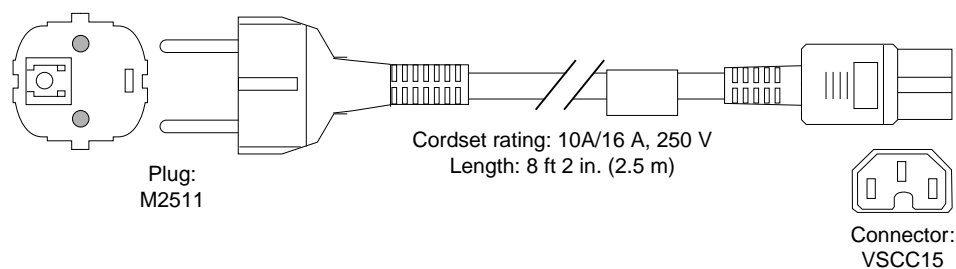 Cordset rating: 10A/16 A, 250 V
Length: 8 ft 2 in. (2.5 m)
Plug:
M2511
Connector:
VSCC15